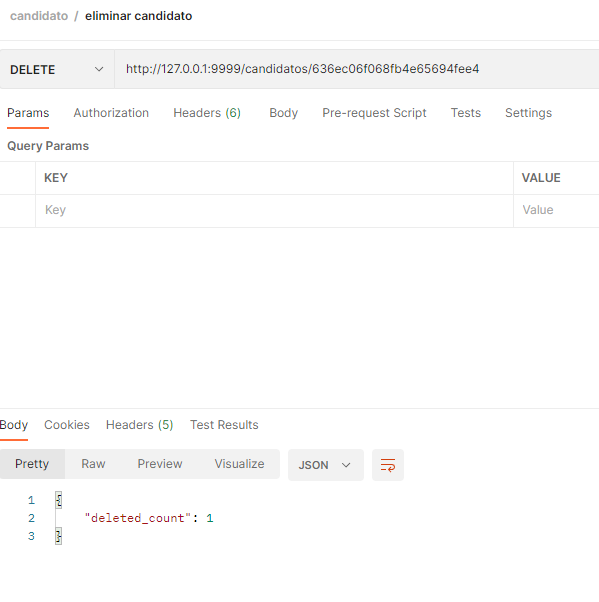 candidato / eliminar candidato
DELETE http://127.0.0.1:9999/candidatos/636ec06f068fb4e65694fee4
Params Authorization Headers (6) Body Pre-request Script Tests Settings
Query Params
KEY VALUE
Key Value
Body Cookies Headers (5) Test Results
Pretty Raw Preview Visualize JSON
1 {
2 "deleted_count": 1
3 }